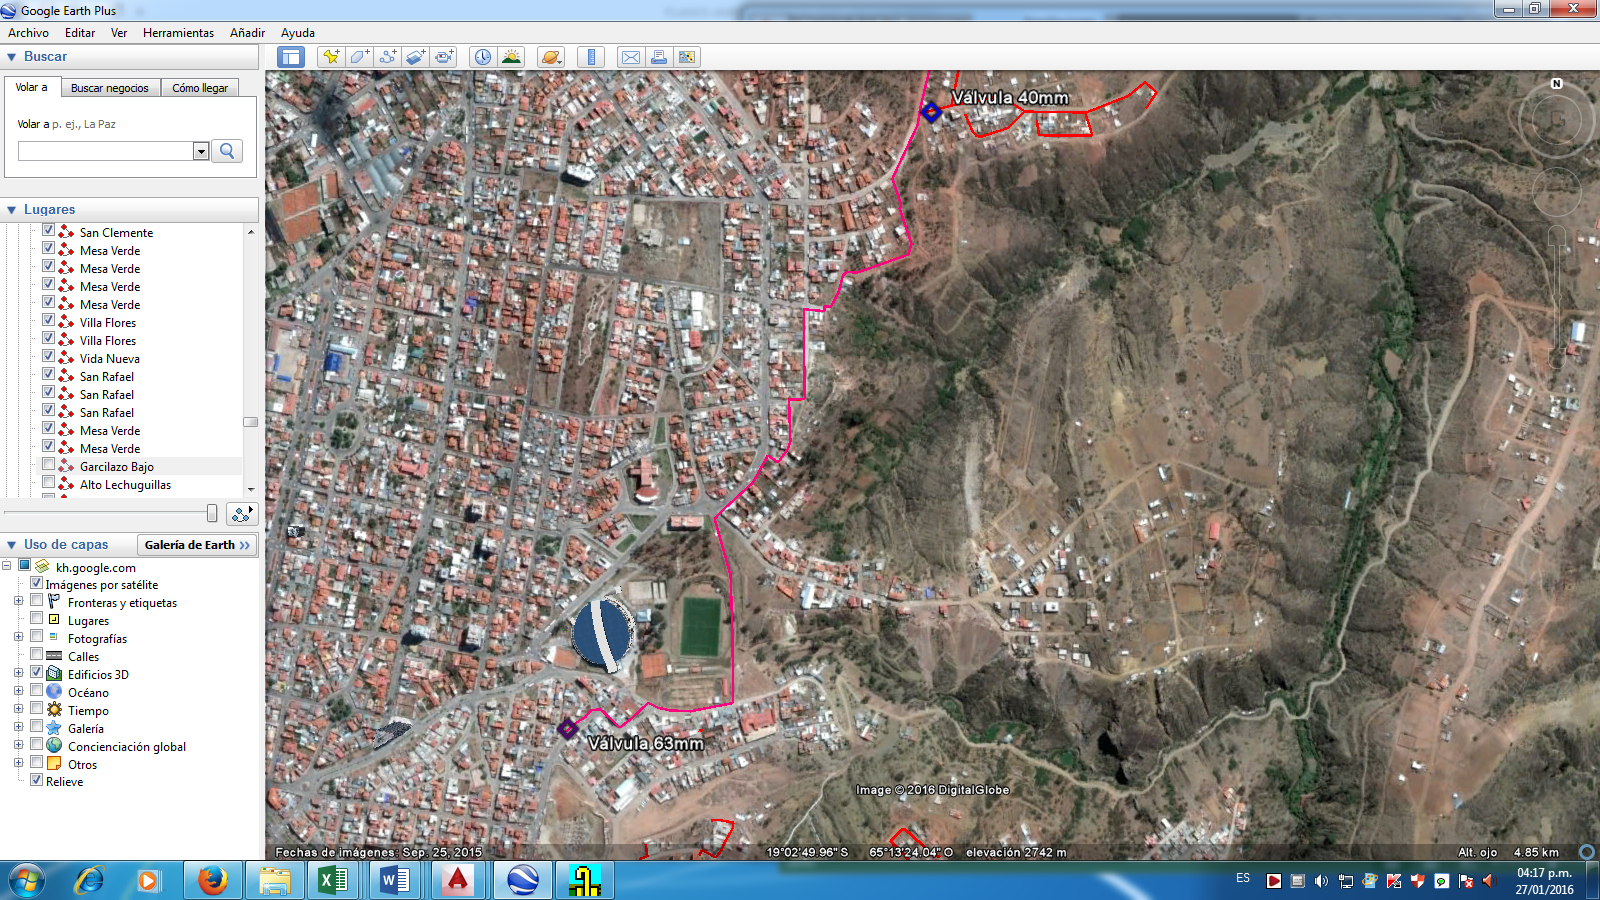 Google Earth Plus
Archivo Editar Ver Herramientas Añadir Ayuda
Buscar
Volar a Buscar negocios Cómo llegar
Volar a p. ej., La Paz
Lugares
San Clemente
Mesa Verde
Mesa Verde
Mesa Verde
Mesa Verde
Villa Flores
Villa Flores
Vida Nueva
San Rafael
San Rafael
San Rafael
Mesa Verde
Mesa Verde
Garcilazo Bajo
Alto Lechuguillas
Uso de capas
Galería de Earth >>
kh.google.com
Imágenes por satélite
Fronteras y etiquetas
Lugares
Fotografías
Calles
Edificios 3D
Océano
Tiempo
Galería
Concienciación global
Otros
Relieve
Válvula 40mm
N
Válvula 63mm
Image © 2016 DigitalGlobe
Fechas de imágenes: Sep. 25, 2015
19°02'49.96" S 65°13'24.04" O elevación 2742 m
Alt. ojo 4.85 km
ES
04:17 p.m.
27/01/2016